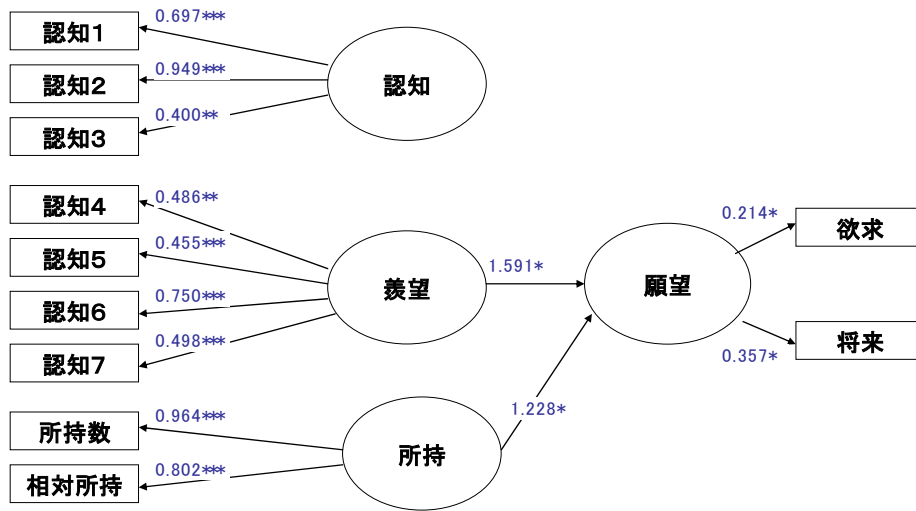 認知1
0.697***
認知2
0.949***
認知3
0.400**
認知
認知4
0.486**
認知5
0.455***
認知6
0.750***
認知7
0.498***
羨望
1.591*
願望
0.214*
欲求
0.357*
将来
所持数
0.964***
相対所持
0.802***
所持
1.228*